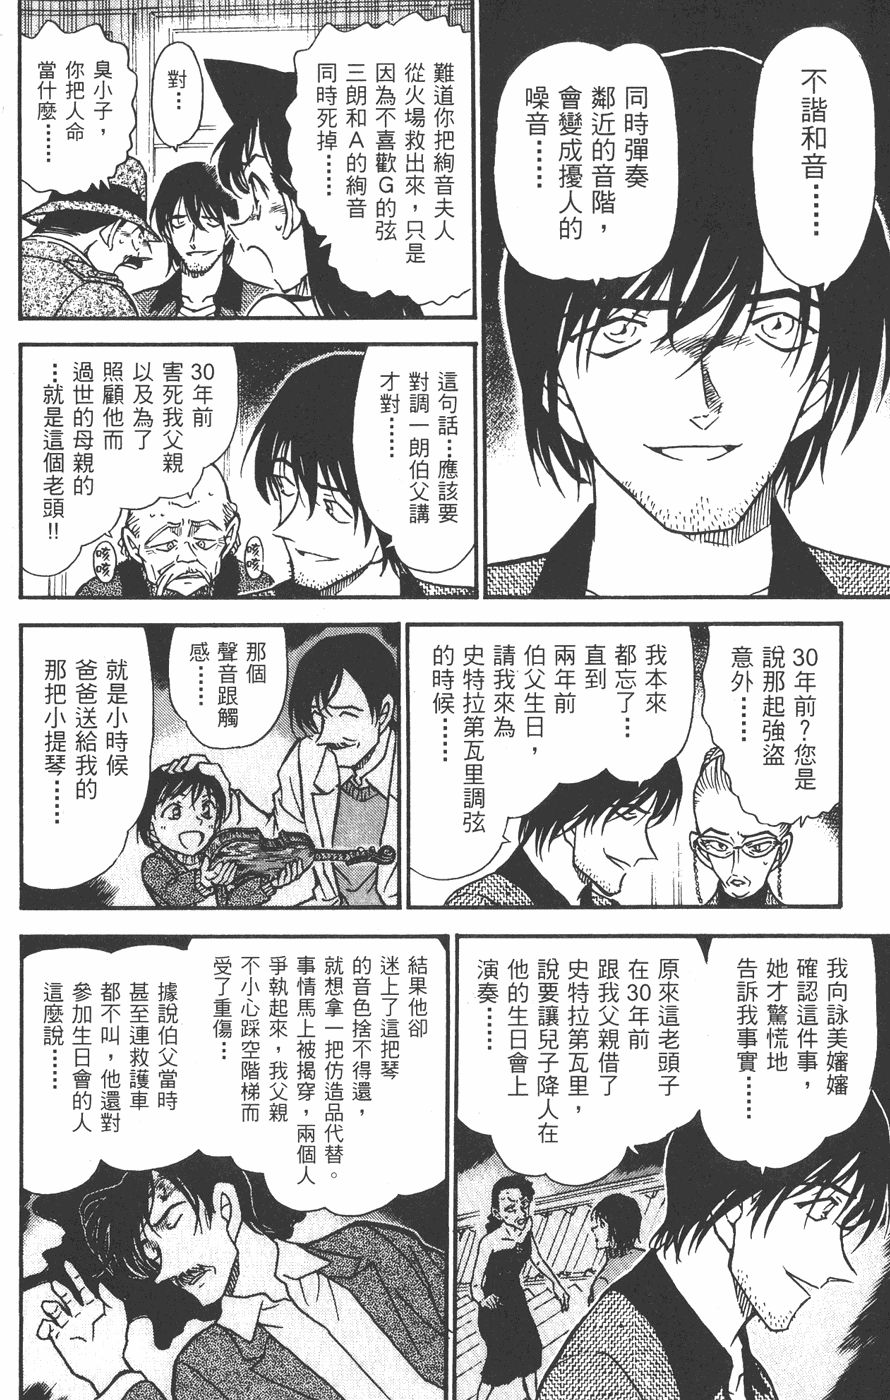 不諧和音……
同時彈奏
鄰近的音階，
會變成擾人的
噪音……
難道你把絢音夫人
從火場救出來，只是
因為不喜歡G的弦
三朗和A的絢音
同時死掉……
對…
臭小子，
你把人命
當什麼……
這句話…應該要
對調一朗伯父講
才對……
30年前
害死我父親
以及為了
照顧他而
過世的母親的
…就是這個老頭!!
咳
咳
咳
咳
30年前?您是
說那起強盜
意外……
我本來
都忘了…
直到
兩年前
伯父生日，
請我來為
史特拉第瓦里調弦
的時候……
那個
聲音跟觸
感……
就是小時候
爸爸送給我的
那把小提琴……
我向詠美嬸嬸
確認這件事，
她才驚慌地
告訴我事實……
原來這老頭子
在30年前
跟我父親借了
史特拉第瓦里，
說要讓兒子降人在
他的生日會上
演奏……
結果他卻
迷上了這把琴
的音色捨不得還，
就想拿一把仿造品代替。
事情馬上被揭穿，兩個人
爭執起來，我父親
不小心踩空階梯而
受了重傷…
據說伯父當時
甚至連救護車
都不叫，他還對
參加生日會的人
這麼說……